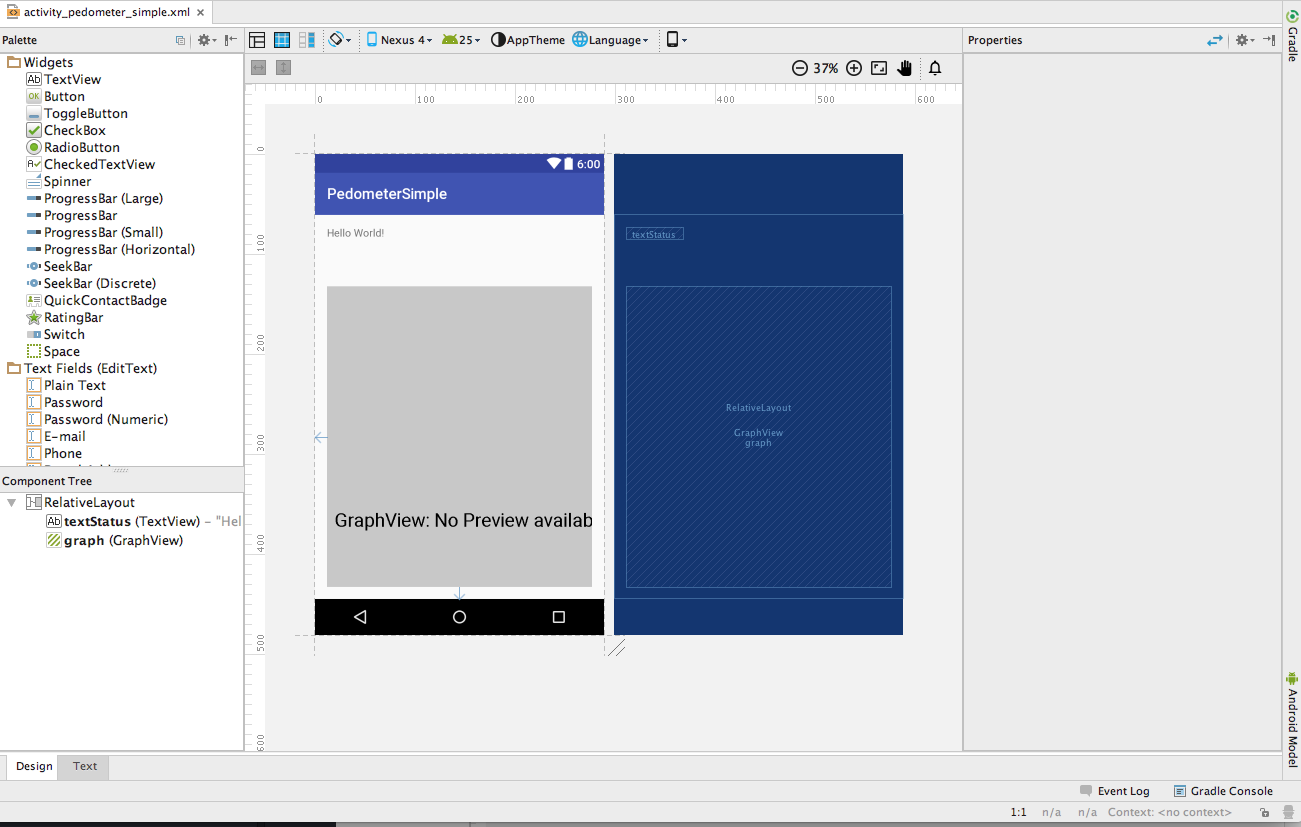 activity_pedometer_simple.xml
Palette
Nexus 4
25
AppTheme
Language
Properties
Gradle
37%
Widgets
Ab TextView
OK Button
ToggleButton
CheckBox
RadioButton
A CheckedTextView
Spinner
ProgressBar (Large)
ProgressBar
ProgressBar (Small)
ProgressBar (Horizontal)
SeekBar
SeekBar (Discrete)
QuickContactBadge
RatingBar
Switch
Space
Text Fields (EditText)
Plain Text
Password
Password (Numeric)
E-mail
Phone
Component Tree
RelativeLayout
Ab textStatus (TextView) – "Hel
graph (GraphView)
0 100 200 300 400 500 600
0
100
200
300
400
500
600
6:00
PedometerSimple
Hello World!
GraphView: No Preview availab
textStatus
RelativeLayout
GraphView
graph
Android Model
Design
Text
Event Log
Gradle Console
1:1 n/a n/a Context: <no context>